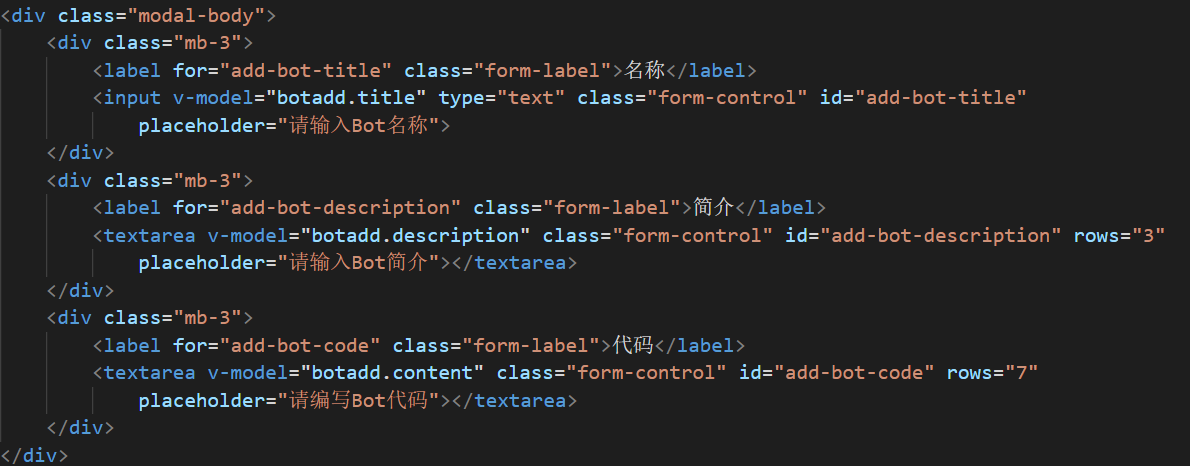 <div class="modal-body">
    <div class="mb-3">
        <label for="add-bot-title" class="form-label">名称</label>
        <input v-model="botadd.title" type="text" class="form-control" id="add-bot-title"
            placeholder="请输入Bot名称">
    </div>
    <div class="mb-3">
        <label for="add-bot-description" class="form-label">简介</label>
        <textarea v-model="botadd.description" class="form-control" id="add-bot-description" rows="3"
            placeholder="请输入Bot简介"></textarea>
    </div>
    <div class="mb-3">
        <label for="add-bot-code" class="form-label">代码</label>
        <textarea v-model="botadd.content" class="form-control" id="add-bot-code" rows="7"
            placeholder="请编写Bot代码"></textarea>
    </div>
</div>